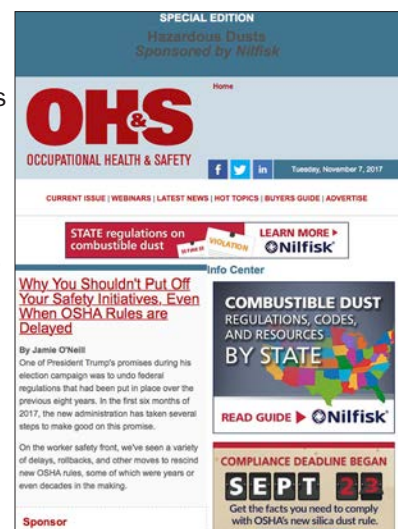 s
SPECIAL EDITION
Hazardous Dusts
Sponsored by Nilfisk
Home
OH&S
OCCUPATIONAL HEALTH & SAFETY
f in
Tuesday, November 7, 2017
CURRENT ISSUE | WEBINARS | LATEST NEWS | HOT TOPICS | BUYERS GUIDE | ADVERTISE
STATE regulations on
combustible dust
VIOLATION
LEARN MORE
Nilfisk
Why You Shouldn't Put Off
Your Safety Initiatives, Even
When OSHA Rules are
Delayed
By Jamie O'Neill
One of President Trump's promises during his
election campaign was to undo federal
regulations that had been put in place over the
previous eight years. In the first six months of
2017, the new administration has taken several
steps to make good on this promise.
On the worker safety front, we've seen a variety
of delays, rollbacks, and other moves to rescind
new OSHA rules, some of which were years or
even decades in the making.
Sponsor
Info Center
COMBUSTIBLE DUST
REGULATIONS, CODES,
AND RESOURCES
BY STATE
READ GUIDE Nilfisk
COMPLIANCE DEADLINE BEGAN
SEPT 23
Get the facts you need to comply
with OSHA's new silica dust rule.